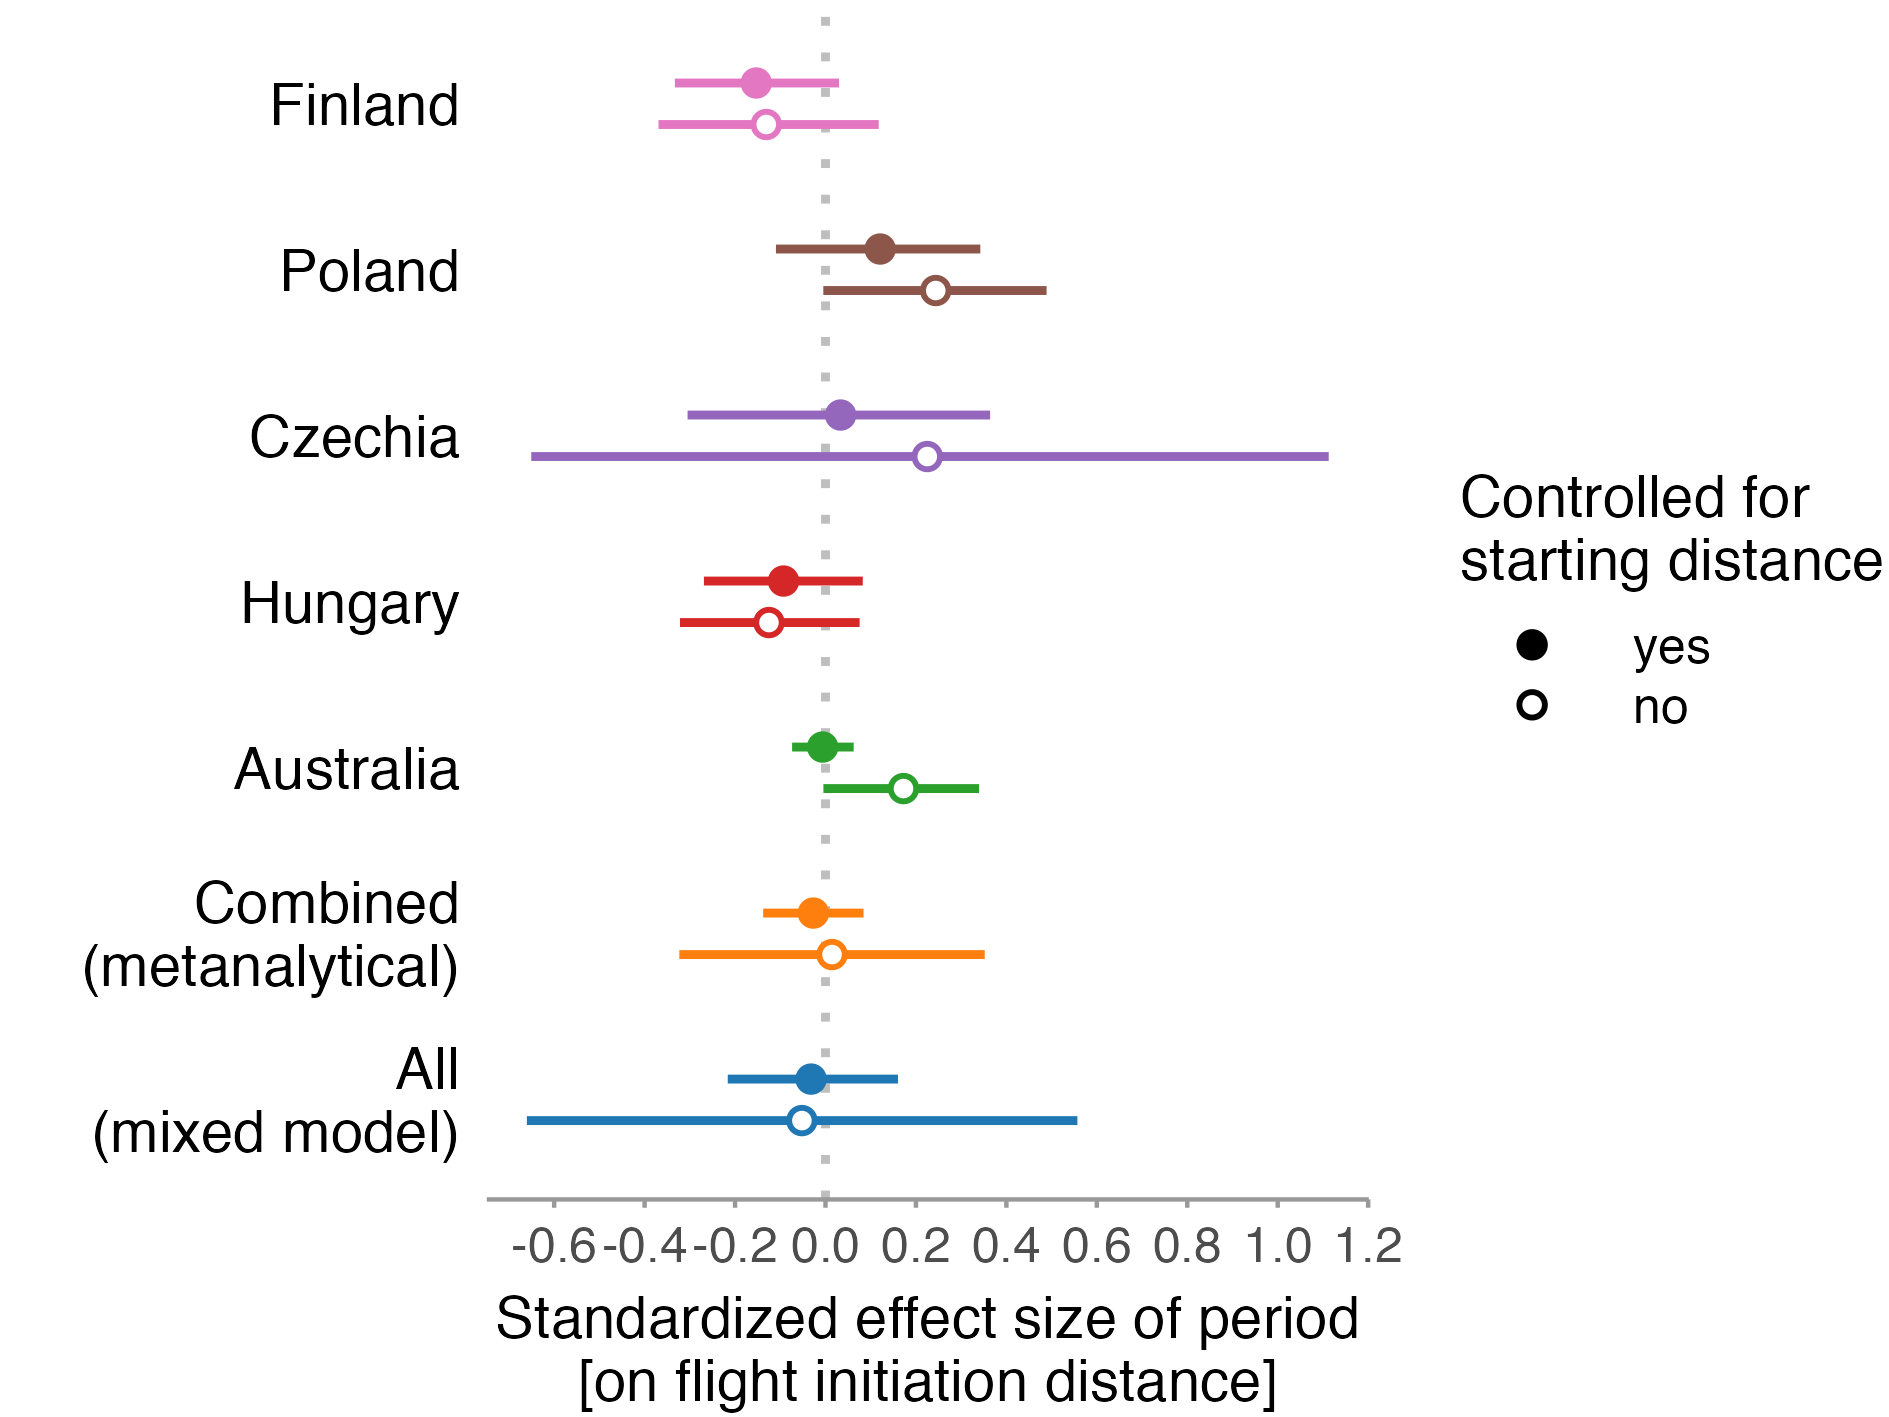 Finland
Poland
Czechia
Hungary
Australia
Combined
(metanalytical)
All
(mixed model)
Controlled for
starting distance
yes
no
-0.6 -0.4 -0.2 0.0 0.2 0.4 0.6 0.8 1.0 1.2
Standardized effect size of period
[on flight initiation distance]